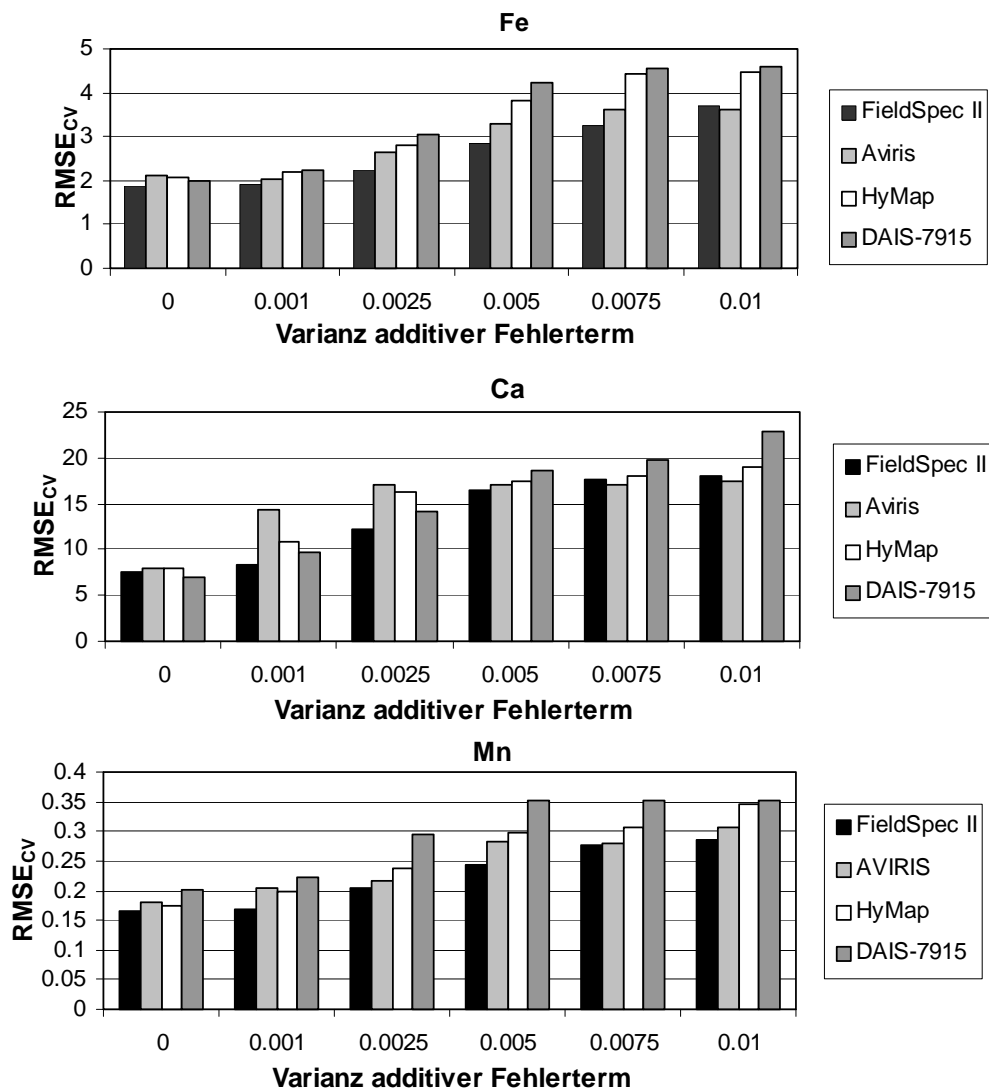 Fe
RMSEcv
5
4
3
2
1
0
0 0.001 0.0025 0.005 0.0075 0.01
Varianz additiver Fehlerterm
FieldSpec II
Aviris
HyMap
DAIS-7915
Ca
RMSEcv
25
20
15
10
5
0
0 0.001 0.0025 0.005 0.0075 0.01
Varianz additiver Fehlerterm
FieldSpec II
Aviris
HyMap
DAIS-7915
Mn
RMSEcv
0.4
0.35
0.3
0.25
0.2
0.15
0.1
0.05
0
0 0.001 0.0025 0.005 0.0075 0.01
Varianz additiver Fehlerterm
FieldSpec II
AVIRIS
HyMap
DAIS-7915